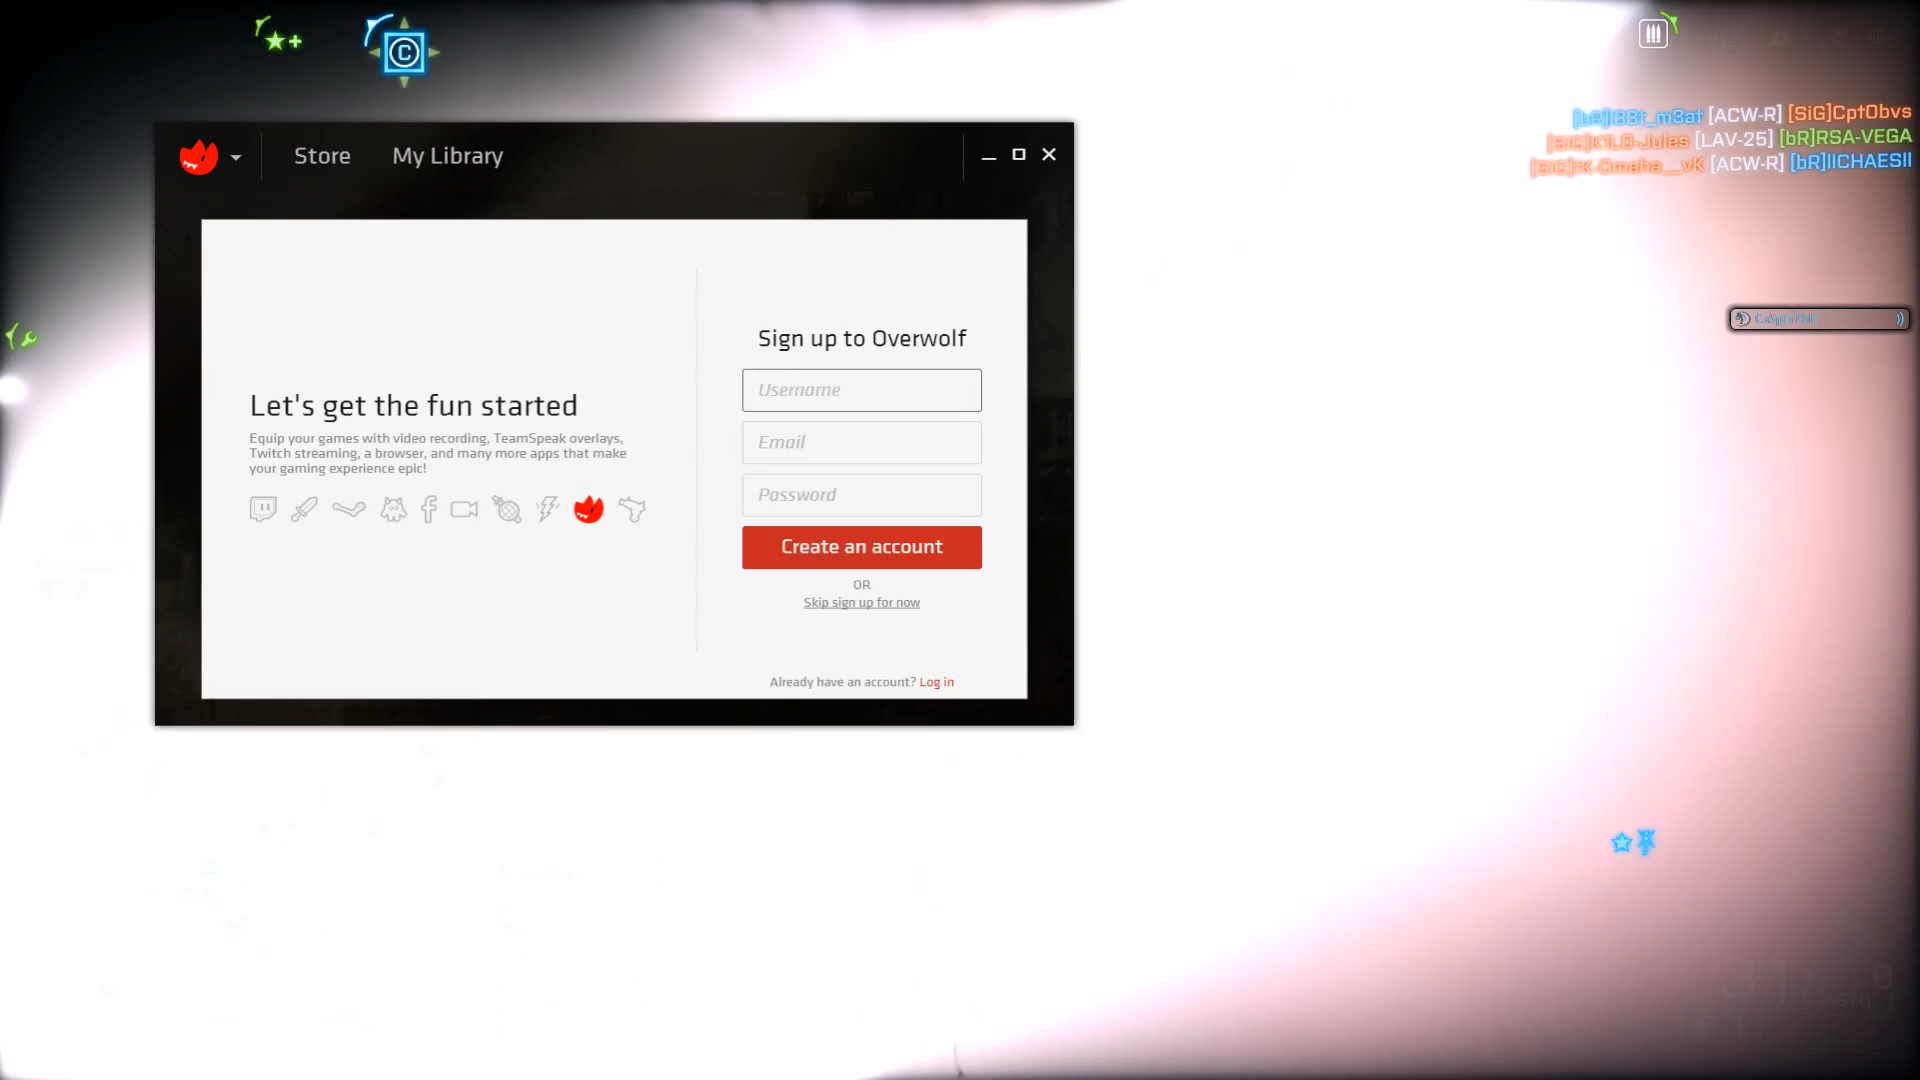 C
[ACW-R] [SiG]CptObvs
[LAV-25] [bR]RSA-VEGA
[ACW-R] [bR]llCHAESll
Store My Library
Sign up to Overwolf
Username
Email
Password
Create an account
OR
Skip sign up for now
Already have an account? Log in
Let's get the fun started
Equip your games with video recording, TeamSpeak overlays,
Twitch streaming, a browser, and many more apps that make
your gaming experience epic!